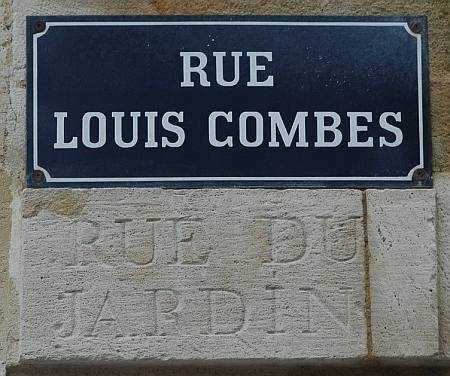 RUE
LOUIS COMBES
RUE DU
JARDIN